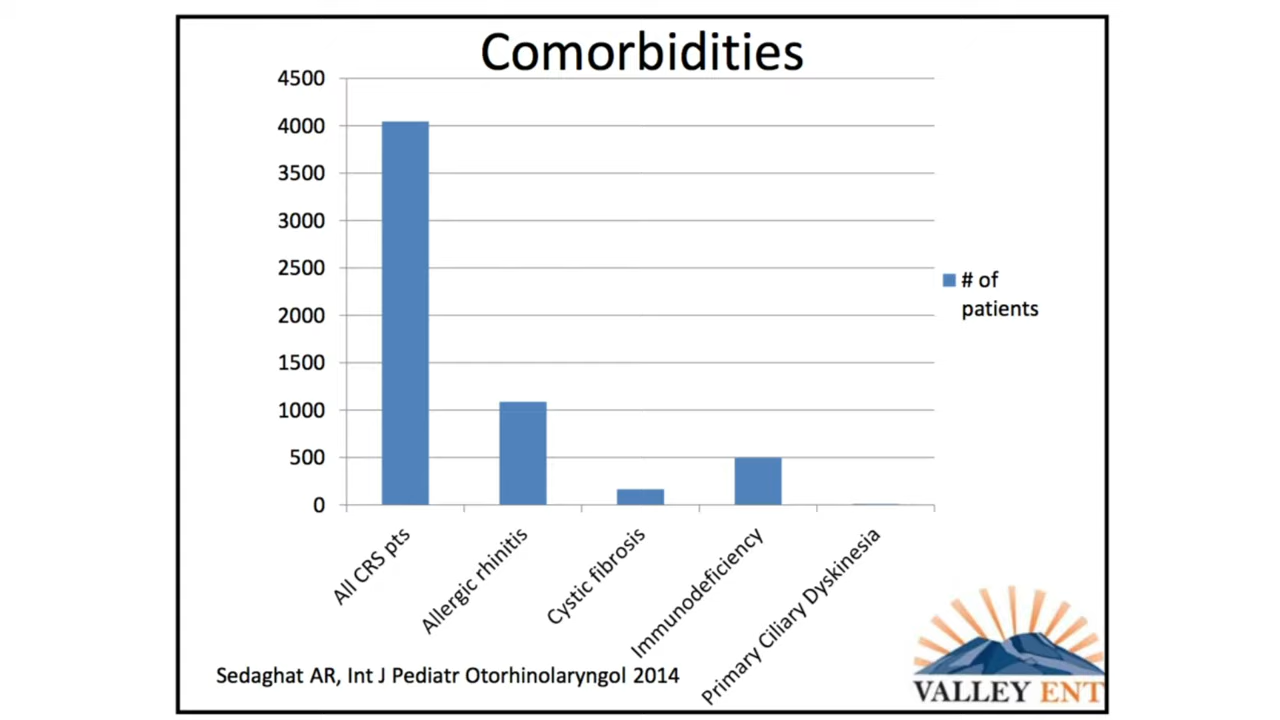 Comorbidities
4500
4000
3500
3000
2500
2000
1500
1000
500
0
# of
patients
All CRS pts
Allergic rhinitis
Cystic fibrosis
Immunodeficiency
Primary Ciliary Dyskinesia
Sedaghat AR, Int J Pediatr Otorhinolaryngol 2014
VALLEY ENT